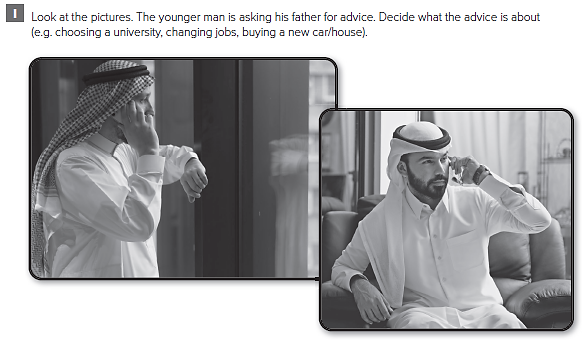 1 Look at the pictures. The younger man is asking his father for advice. Decide what the advice is about
(e.g. choosing a university, changing jobs, buying a new car/house).